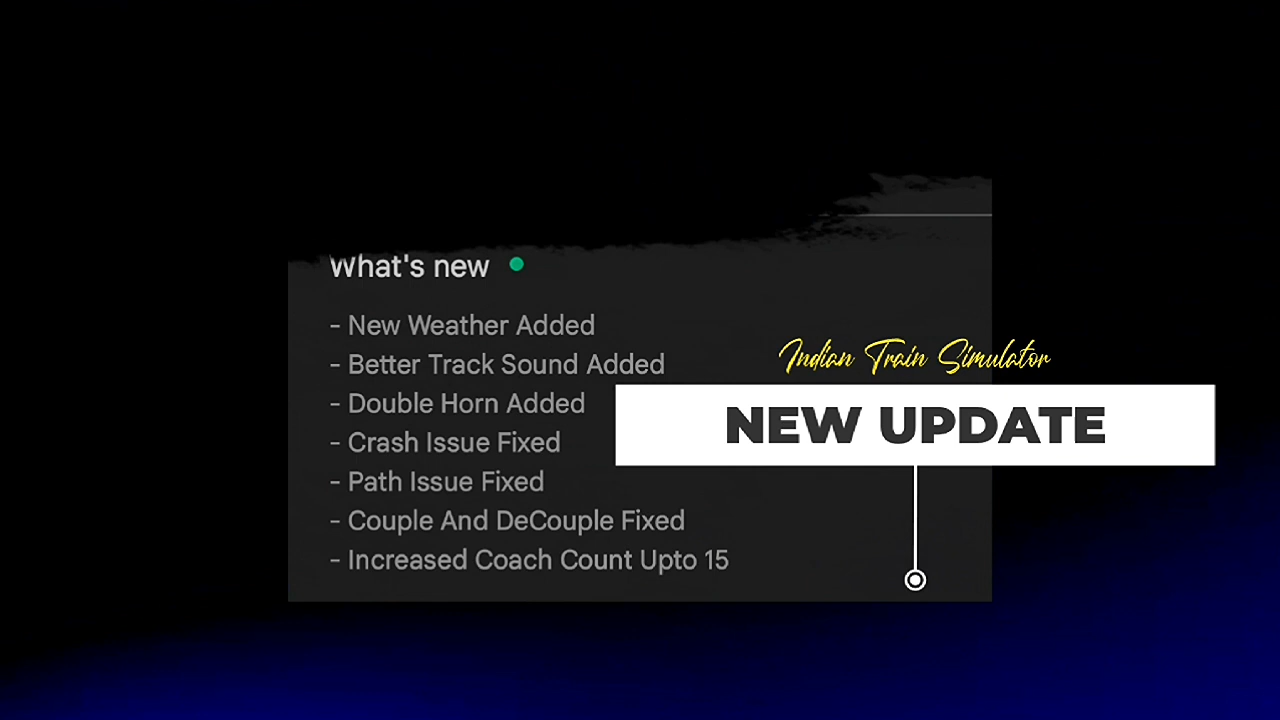 What's new
- New Weather Added
- Better Track Sound Added
- Double Horn Added
- Crash Issue Fixed
- Path Issue Fixed
- Couple And DeCouple Fixed
- Increased Coach Count Upto 15
Indian Train Simulator
NEW UPDATE